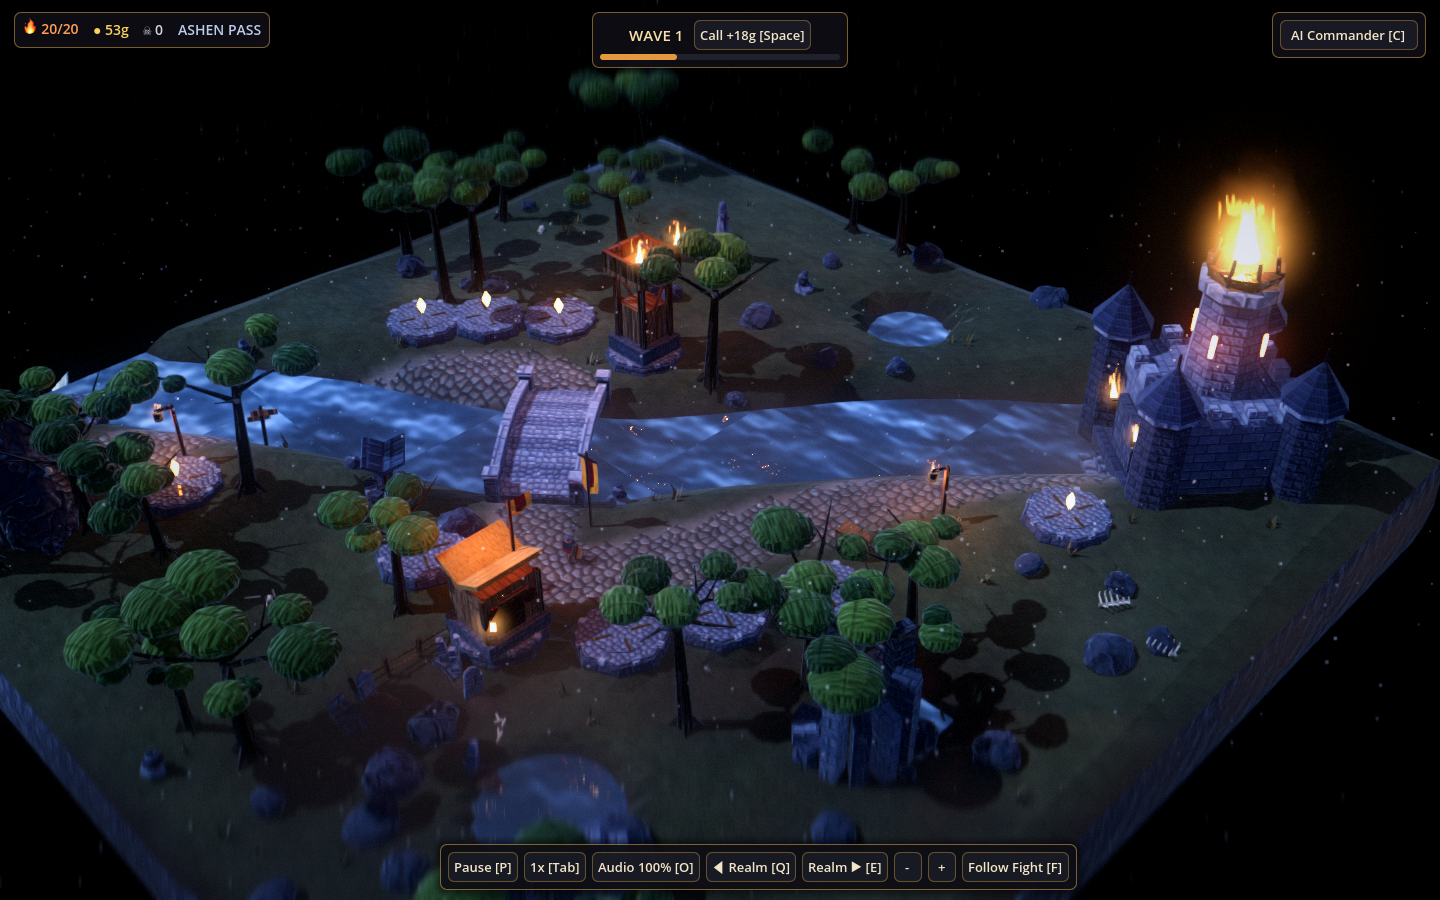 20/20 53g 0 ASHEN PASS
WAVE 1 Call +18g [Space]
AI Commander [C]
Pause [P] 1x [Tab] Audio 100% [O] ◀ Realm [Q] Realm ▶ [E] - + Follow Fight [F]